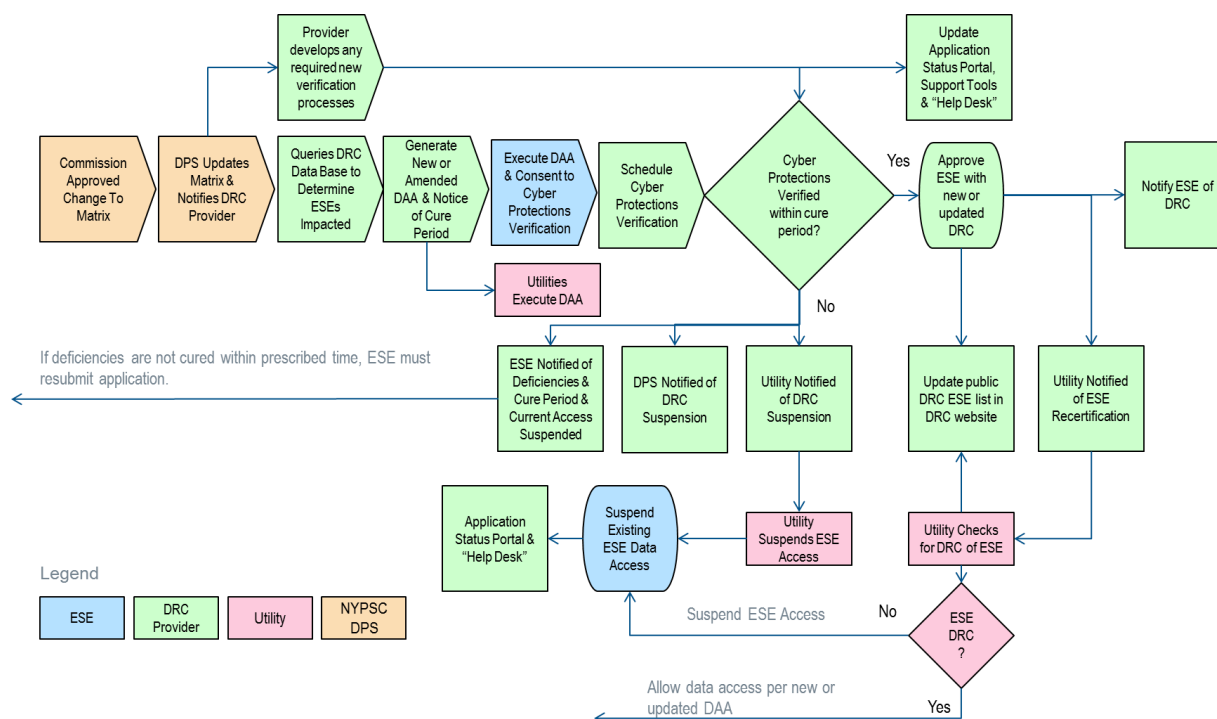 Provider
develops any
required new
verification
processes
Update
Application
Status Portal,
Support Tools
& “Help Desk”
Commission
Approved
Change To
Matrix
DPS Updates
Matrix &
Notifies DRC
Provider
Queries DRC
Data Base to
Determine
ESEs
Impacted
Generate
New or
Amended
DAA & Notice
of Cure
Period
Execute DAA
& Consent to
Cyber
Protections
Verification
Schedule
Cyber
Protections
Verification
Cyber
Protections
Verified
within cure
period?
Yes
Approve
ESE with
new or
updated
DRC
Notify ESE of
DRC
Utilities
Execute DAA
No
If deficiencies are not cured within prescribed time, ESE must
resubmit application.
ESE Notified of
Deficiencies &
Cure Period &
Current Access
Suspended
DPS Notified of
DRC
Suspension
Utility Notified
of DRC
Suspension
Update public
DRC ESE list in
DRC website
Utility Notified
of ESE
Recertification
Application
Status Portal &
“Help Desk”
Suspend
Existing
ESE Data
Access
Utility
Suspends ESE
Access
Utility Checks
for DRC of ESE
Legend
ESE
DRC
Provider
Utility
NYPSC
DPS
Suspend ESE Access
No
ESE
DRC
?
Allow data access per new or
updated DAA
Yes